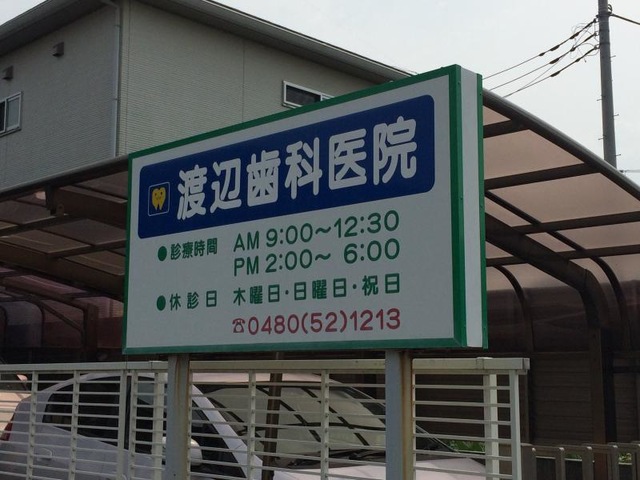 渡辺歯科医院
●診療時間 AM 9:00〜12:30
PM 2:00〜 6:00
●休診日 木曜日・日曜日・祝日
☎0480(52)1213